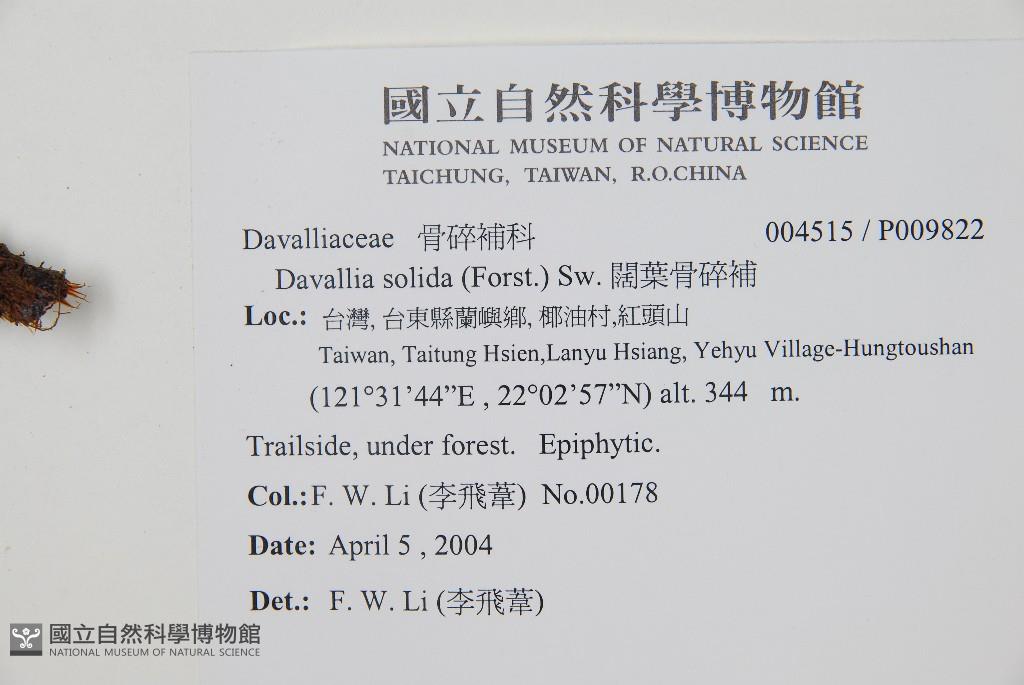 國立自然科學博物館
NATIONAL MUSEUM OF NATURAL SCIENCE
TAICHUNG, TAIWAN, R.O.CHINA
Davalliaceae 骨碎補科 004515 / P009822
Davallia solida (Forst.) Sw. 闊葉骨碎補
Loc.: 台灣, 台東縣蘭嶼鄉, 椰油村,紅頭山
Taiwan, Taitung Hsien,Lanyu Hsiang, Yehyu Village-Hungtoushan
(121°31'44”E , 22°02'57”N) alt. 344 m.
Trailside, under forest. Epiphytic.
Col.:F. W. Li (李飛葦) No.00178
Date: April 5 , 2004
Det.: F. W. Li (李飛葦)
國立自然科學博物館
NATIONAL MUSEUM OF NATURAL SCIENCE